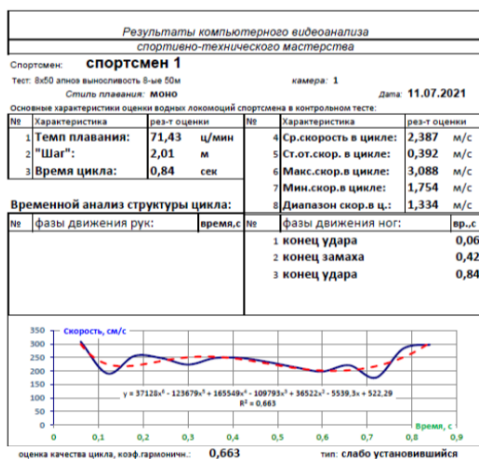 Результаты компьютерного видеоанализа
спортивно-технического мастерства
Спортсмен: спортсмен 1
Тест: 8х50 апноэ выносливость 8-ые 50м камера: 1
Стиль плавания: моно Дата: 11.07.2021
Основные характеристики оценки водных локомоций спортсмена в контрольном тесте:
№ Характеристика рез-т оценки № Характеристика рез-т оценки
1 Темп плавания: 71,43 ц/мин 4 Ср.скорость в цикле: 2,387 м/с
2 "Шаг": 2,01 м 5 Ст.от.скор. в цикле: 0,392 м/с
3 Время цикла: 0,84 сек 6 Макс.скор.в цикле: 3,088 м/с
7 Мин.скор.в цикле: 1,754 м/с
Временной анализ структуры цикла: 8 Диапазон скор.в ц.: 1,334 м/с
№ фазы движения рук: время,с № фазы движения ног: вр.,с
1 конец удара 0,06
2 конец замаха 0,42
3 конец удара 0,84
Скорость, см/с
350
300
250
200
150
100
50
0
y = 37128x⁶ - 123679x⁵ + 165549x⁴ - 109793x³ + 36522x² - 5539,3x + 522,29
R² = 0,663
Время, с
0 0,1 0,2 0,3 0,4 0,5 0,6 0,7 0,8 0,9
оценка качества цикла, коэф.гармоничн.: 0,663 тип: слабо установившийся